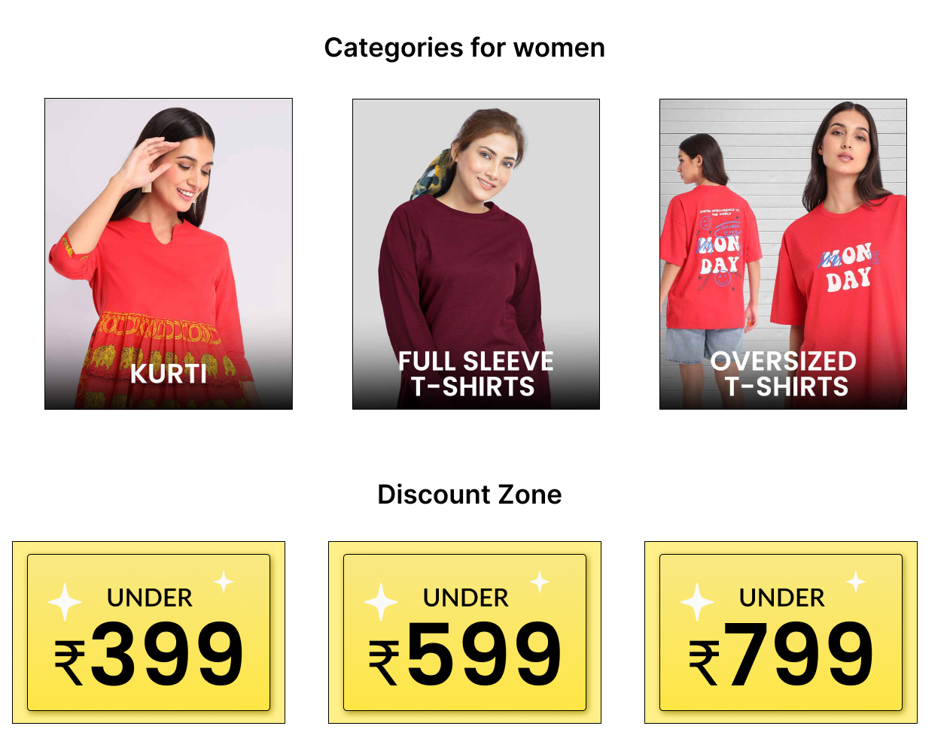 Categories for women
KURTI
FULL SLEEVE
T-SHIRTS
OVERSIZED
T-SHIRTS
MON
DAY
MON
DAY
Discount Zone
UNDER
₹399
UNDER
₹599
UNDER
₹799